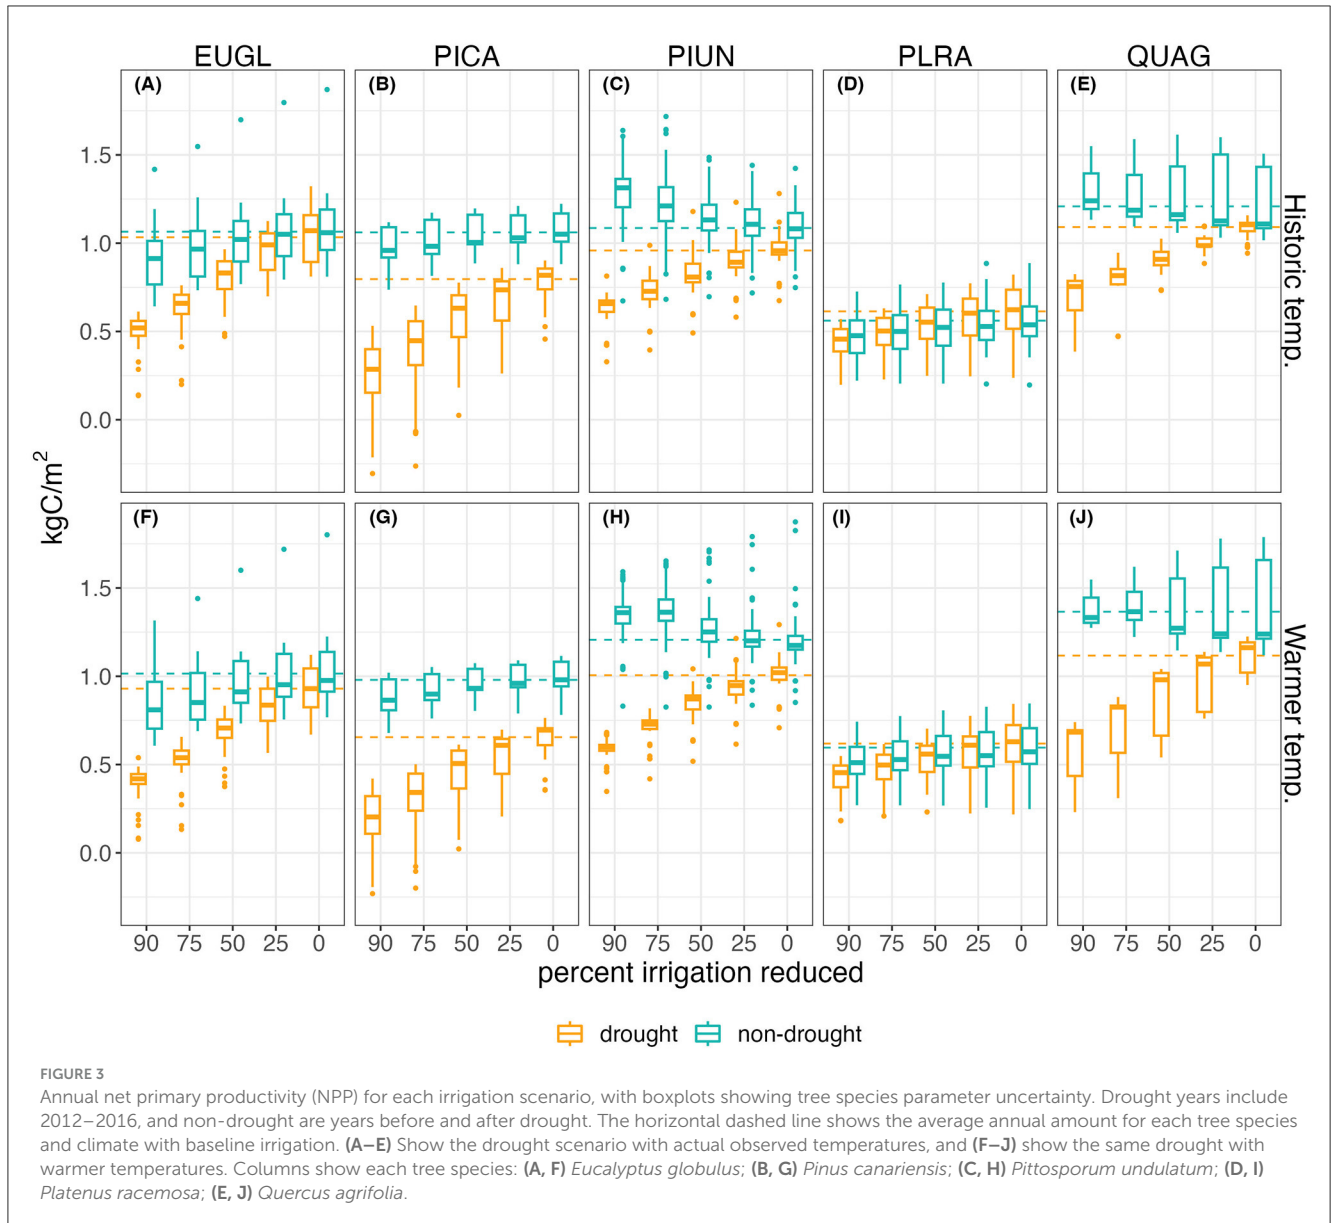 EUGL PICA PIUN PLRA QUAG
(A) (B) (C) (D) (E)
1.5
1.0
0.5
0.0
Historic temp.
kgC/m²
(F) (G) (H) (I) (J)
1.5
1.0
0.5
0.0
Warmer temp.
90 75 50 25 0 90 75 50 25 0 90 75 50 25 0 90 75 50 25 0 90 75 50 25 0
percent irrigation reduced
drought non-drought
FIGURE 3
Annual net primary productivity (NPP) for each irrigation scenario, with boxplots showing tree species parameter uncertainty. Drought years include
2012–2016, and non-drought are years before and after drought. The horizontal dashed line shows the average annual amount for each tree species
and climate with baseline irrigation. (A–E) Show the drought scenario with actual observed temperatures, and (F–J) show the same drought with
warmer temperatures. Columns show each tree species: (A, F) Eucalyptus globulus; (B, G) Pinus canariensis; (C, H) Pittosporum undulatum; (D, I)
Platenus racemosa; (E, J) Quercus agrifolia.